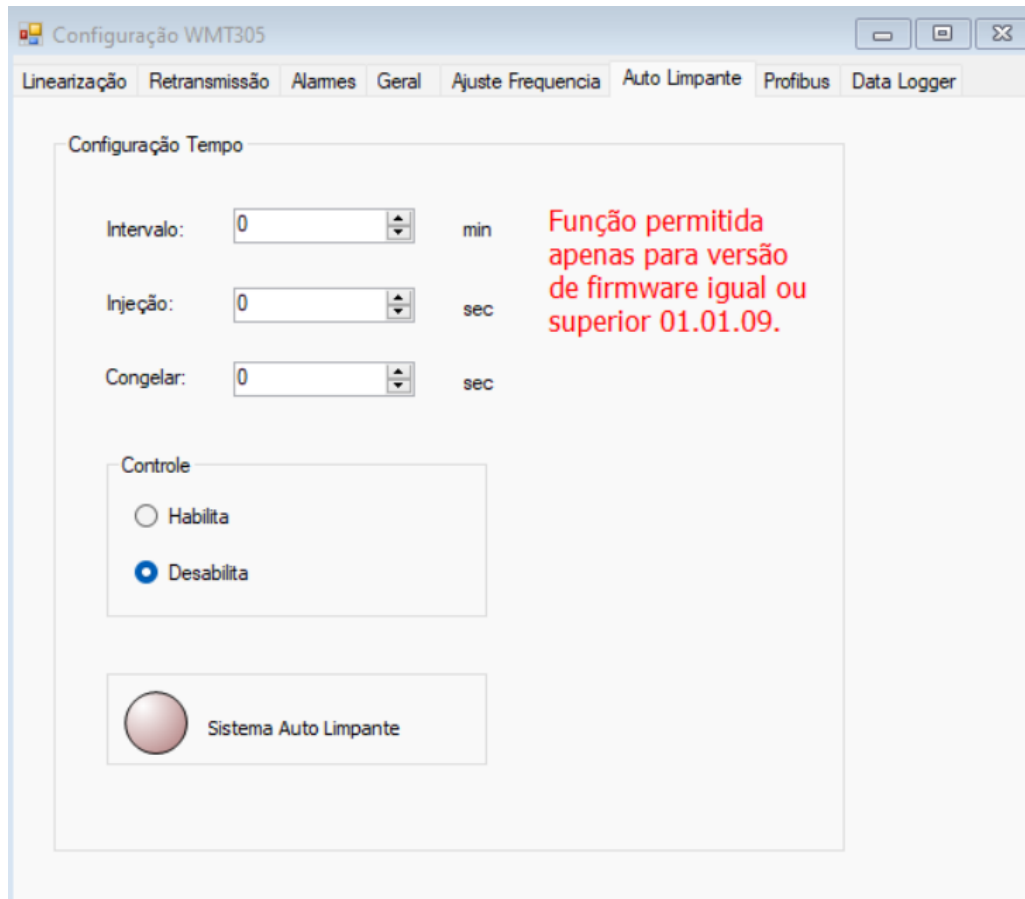 Configuração WMT305
Linearização Retransmissão Alarmes Geral Ajuste Frequencia Auto Limpante Profibus Data Logger
Configuração Tempo
Intervalo: 0 min
Injeção: 0 sec
Congelar: 0 sec
Função permitida
apenas para versão
de firmware igual ou
superior 01.01.09.
Controle
Habilita
Desabilita
Sistema Auto Limpante